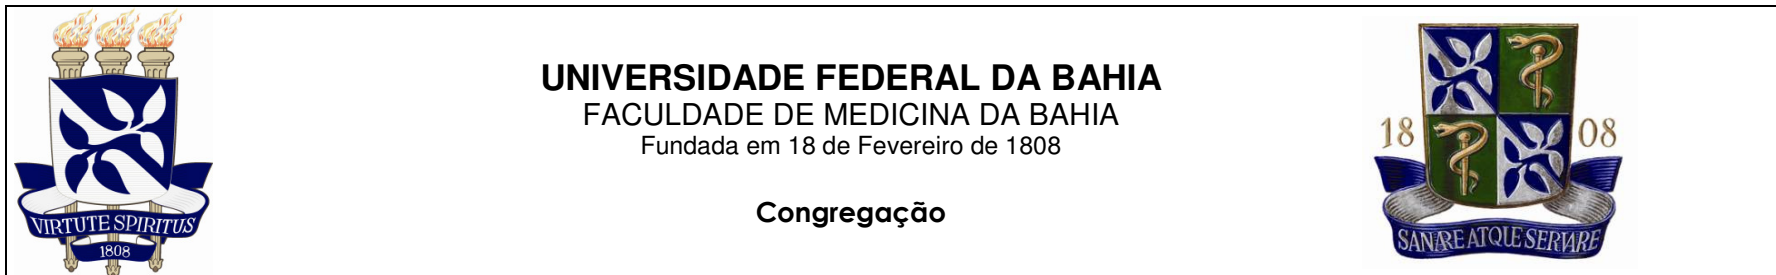 UNIVERSIDADE FEDERAL DA BAHIA
FACULDADE DE MEDICINA DA BAHIA
Fundada em 18 de Fevereiro de 1808
Congregação
VIRTUTE SPIRITUS
1808
18 08
SANARE ATQUE SERVARE